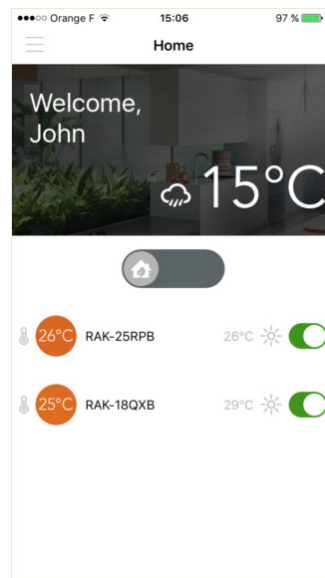 Orange F 15:06 97 %
Home
Welcome,
John
15°C
26°C RAK-25RPB 26°C
25°C RAK-18QXB 29°C